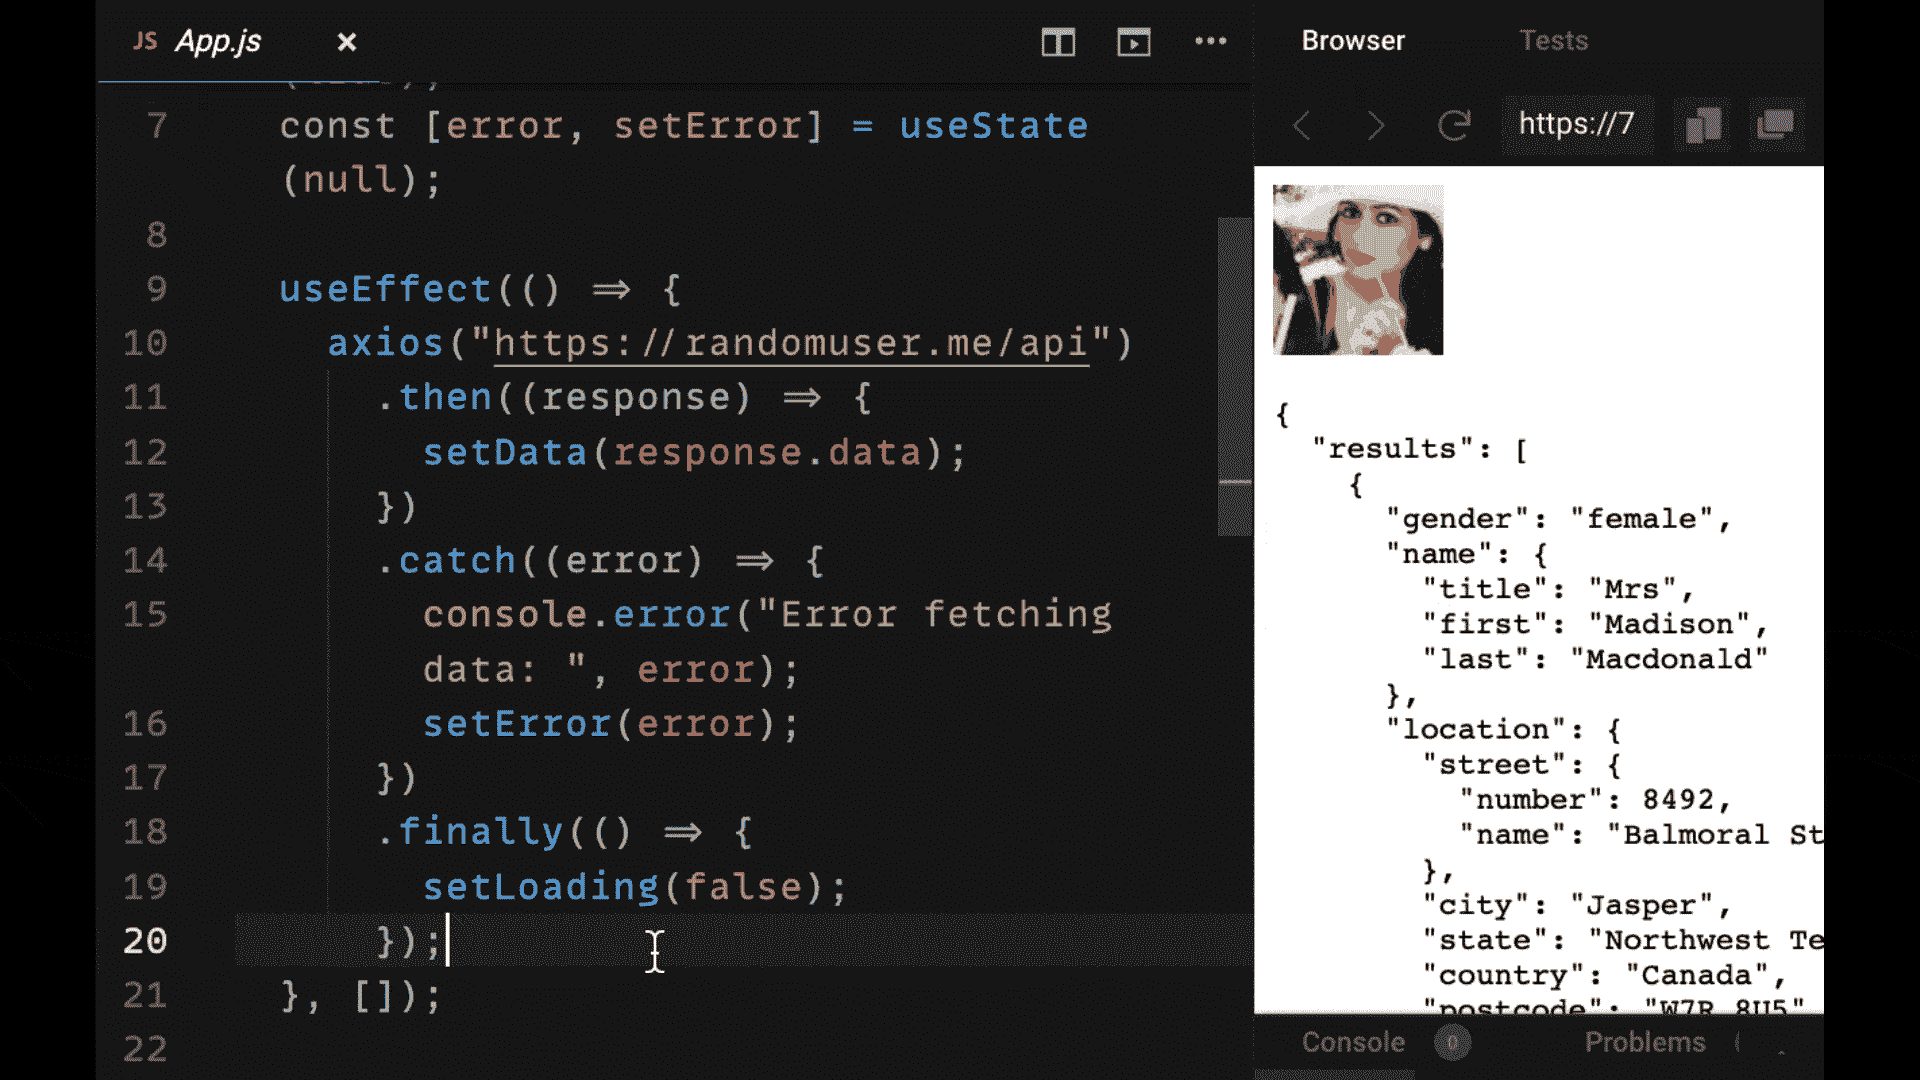 JS App.js ×
7 const [error, setError] = useState
(null);
8
9 useEffect(() => {
10 axios("https://randomuser.me/api")
11 .then((response) => {
12 setData(response.data);
13 })
14 .catch((error) => {
15 console.error("Error fetching
data: ", error);
16 setError(error);
17 })
18 .finally(() => {
19 setLoading(false);
20 });
21 }, []);
22
Browser Tests
https://7
{
"results": [
{
"gender": "female",
"name": {
"title": "Mrs",
"first": "Madison",
"last": "Macdonald"
},
"location": {
"street": {
"number": 8492,
"name": "Balmoral St
},
"city": "Jasper",
"state": "Northwest Te
"country": "Canada",
"postcode": "W7R 8U5"
Console 0 Problems